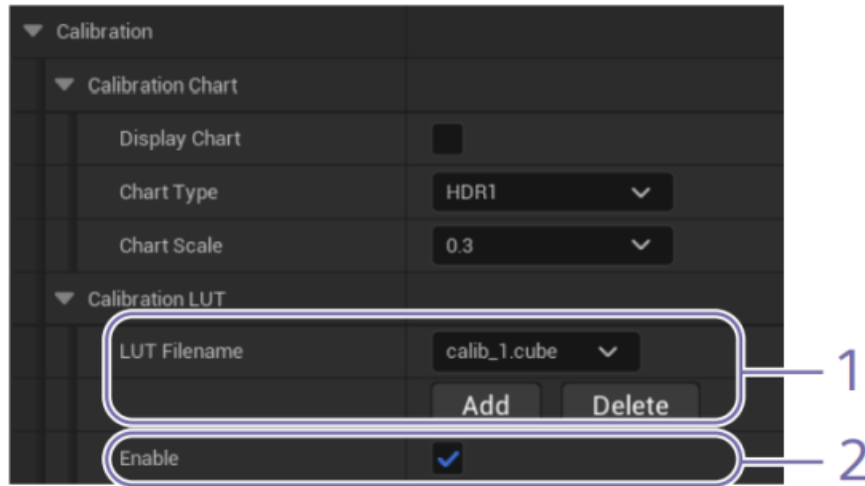 Calibration
Calibration Chart
Display Chart
Chart Type HDR1
Chart Scale 0.3
Calibration LUT
LUT Filename calib_1.cube
1
Add Delete
Enable
2